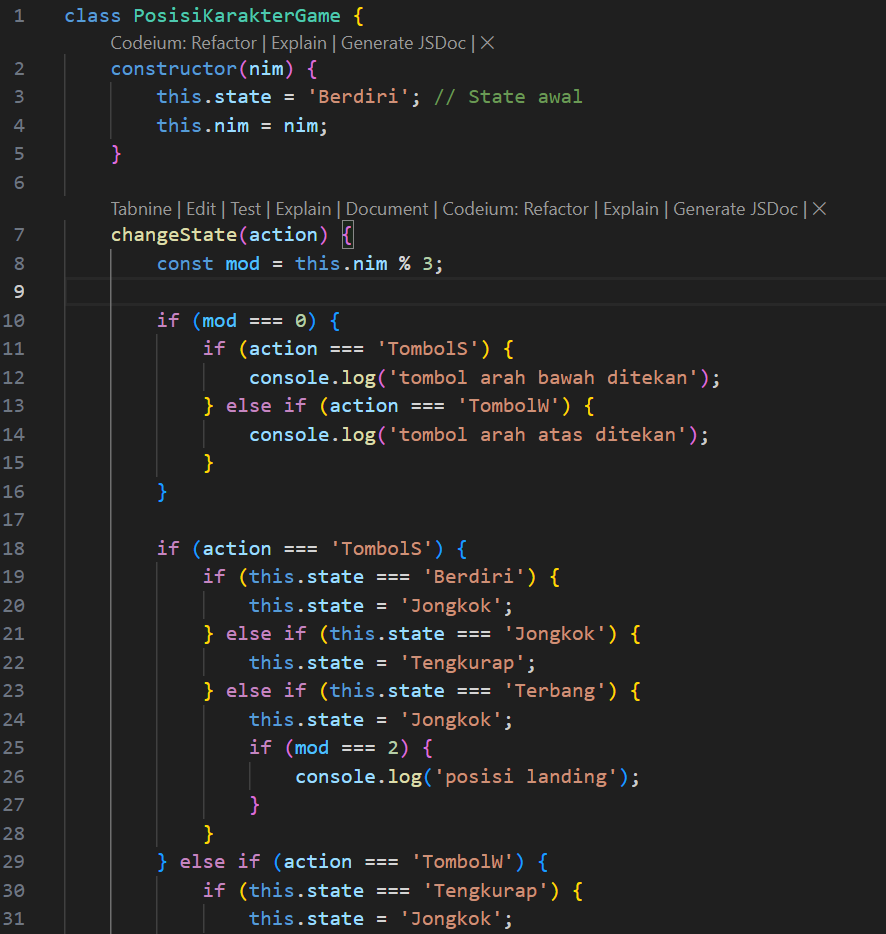 1 class PosisiKarakterGame {
Codeium: Refactor | Explain | Generate JSDoc | ×
2 constructor(nim) {
3 this.state = 'Berdiri'; // State awal
4 this.nim = nim;
5 }
6
Tabnine | Edit | Test | Explain | Document | Codeium: Refactor | Explain | Generate JSDoc | ×
7 changeState(action) {
8 const mod = this.nim % 3;
9
10 if (mod === 0) {
11 if (action === 'TombolS') {
12 console.log('tombol arah bawah ditekan');
13 } else if (action === 'TombolW') {
14 console.log('tombol arah atas ditekan');
15 }
16 }
17
18 if (action === 'TombolS') {
19 if (this.state === 'Berdiri') {
20 this.state = 'Jongkok';
21 } else if (this.state === 'Jongkok') {
22 this.state = 'Tengkurap';
23 } else if (this.state === 'Terbang') {
24 this.state = 'Jongkok';
25 if (mod === 2) {
26 console.log('posisi landing');
27 }
28 }
29 } else if (action === 'TombolW') {
30 if (this.state === 'Tengkurap') {
31 this.state = 'Jongkok';